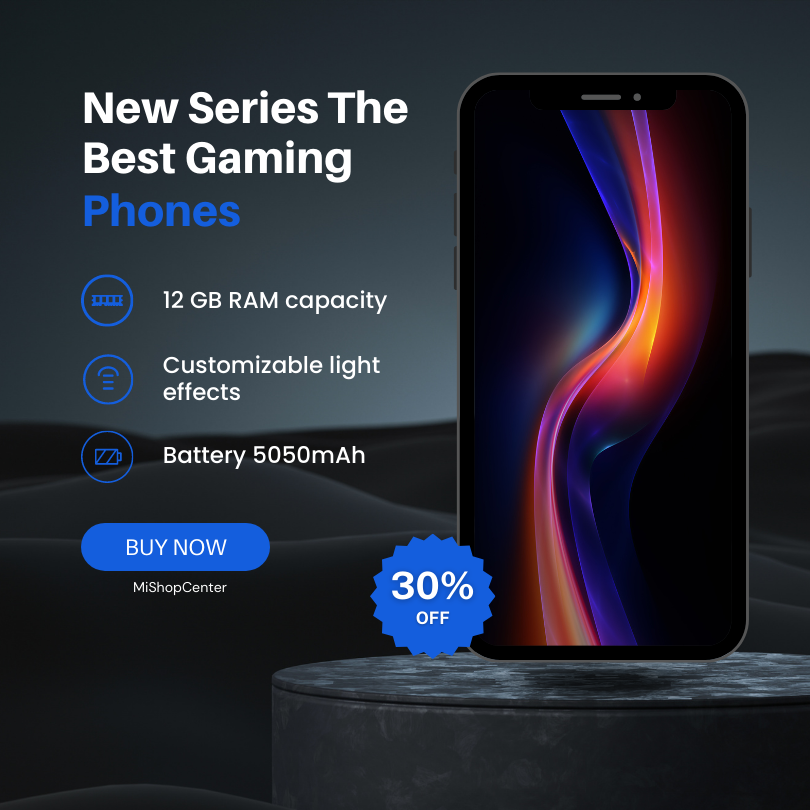 New Series The
Best Gaming
Phones
12 GB RAM capacity
Customizable light
effects
Battery 5050mAh
BUY NOW
MiShopCenter
30%
OFF